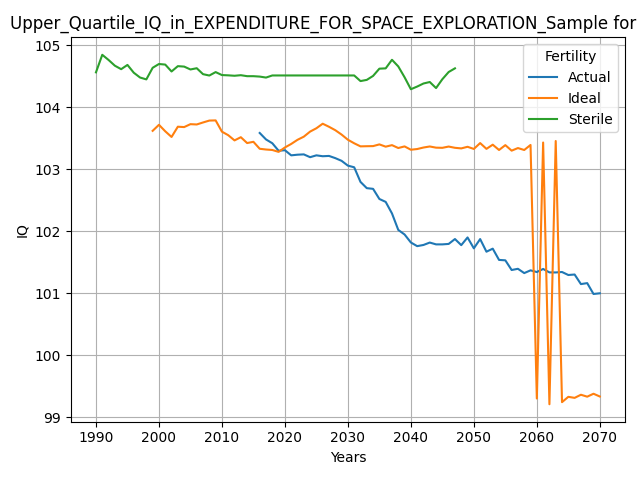 Upper_Quartile_IQ_in_EXPENDITURE_FOR_SPACE_EXPLORATION_Sample for
105
104
103
102
101
100
99
IQ
Fertility
Actual
Ideal
Sterile
1990 2000 2010 2020 2030 2040 2050 2060 2070
Years